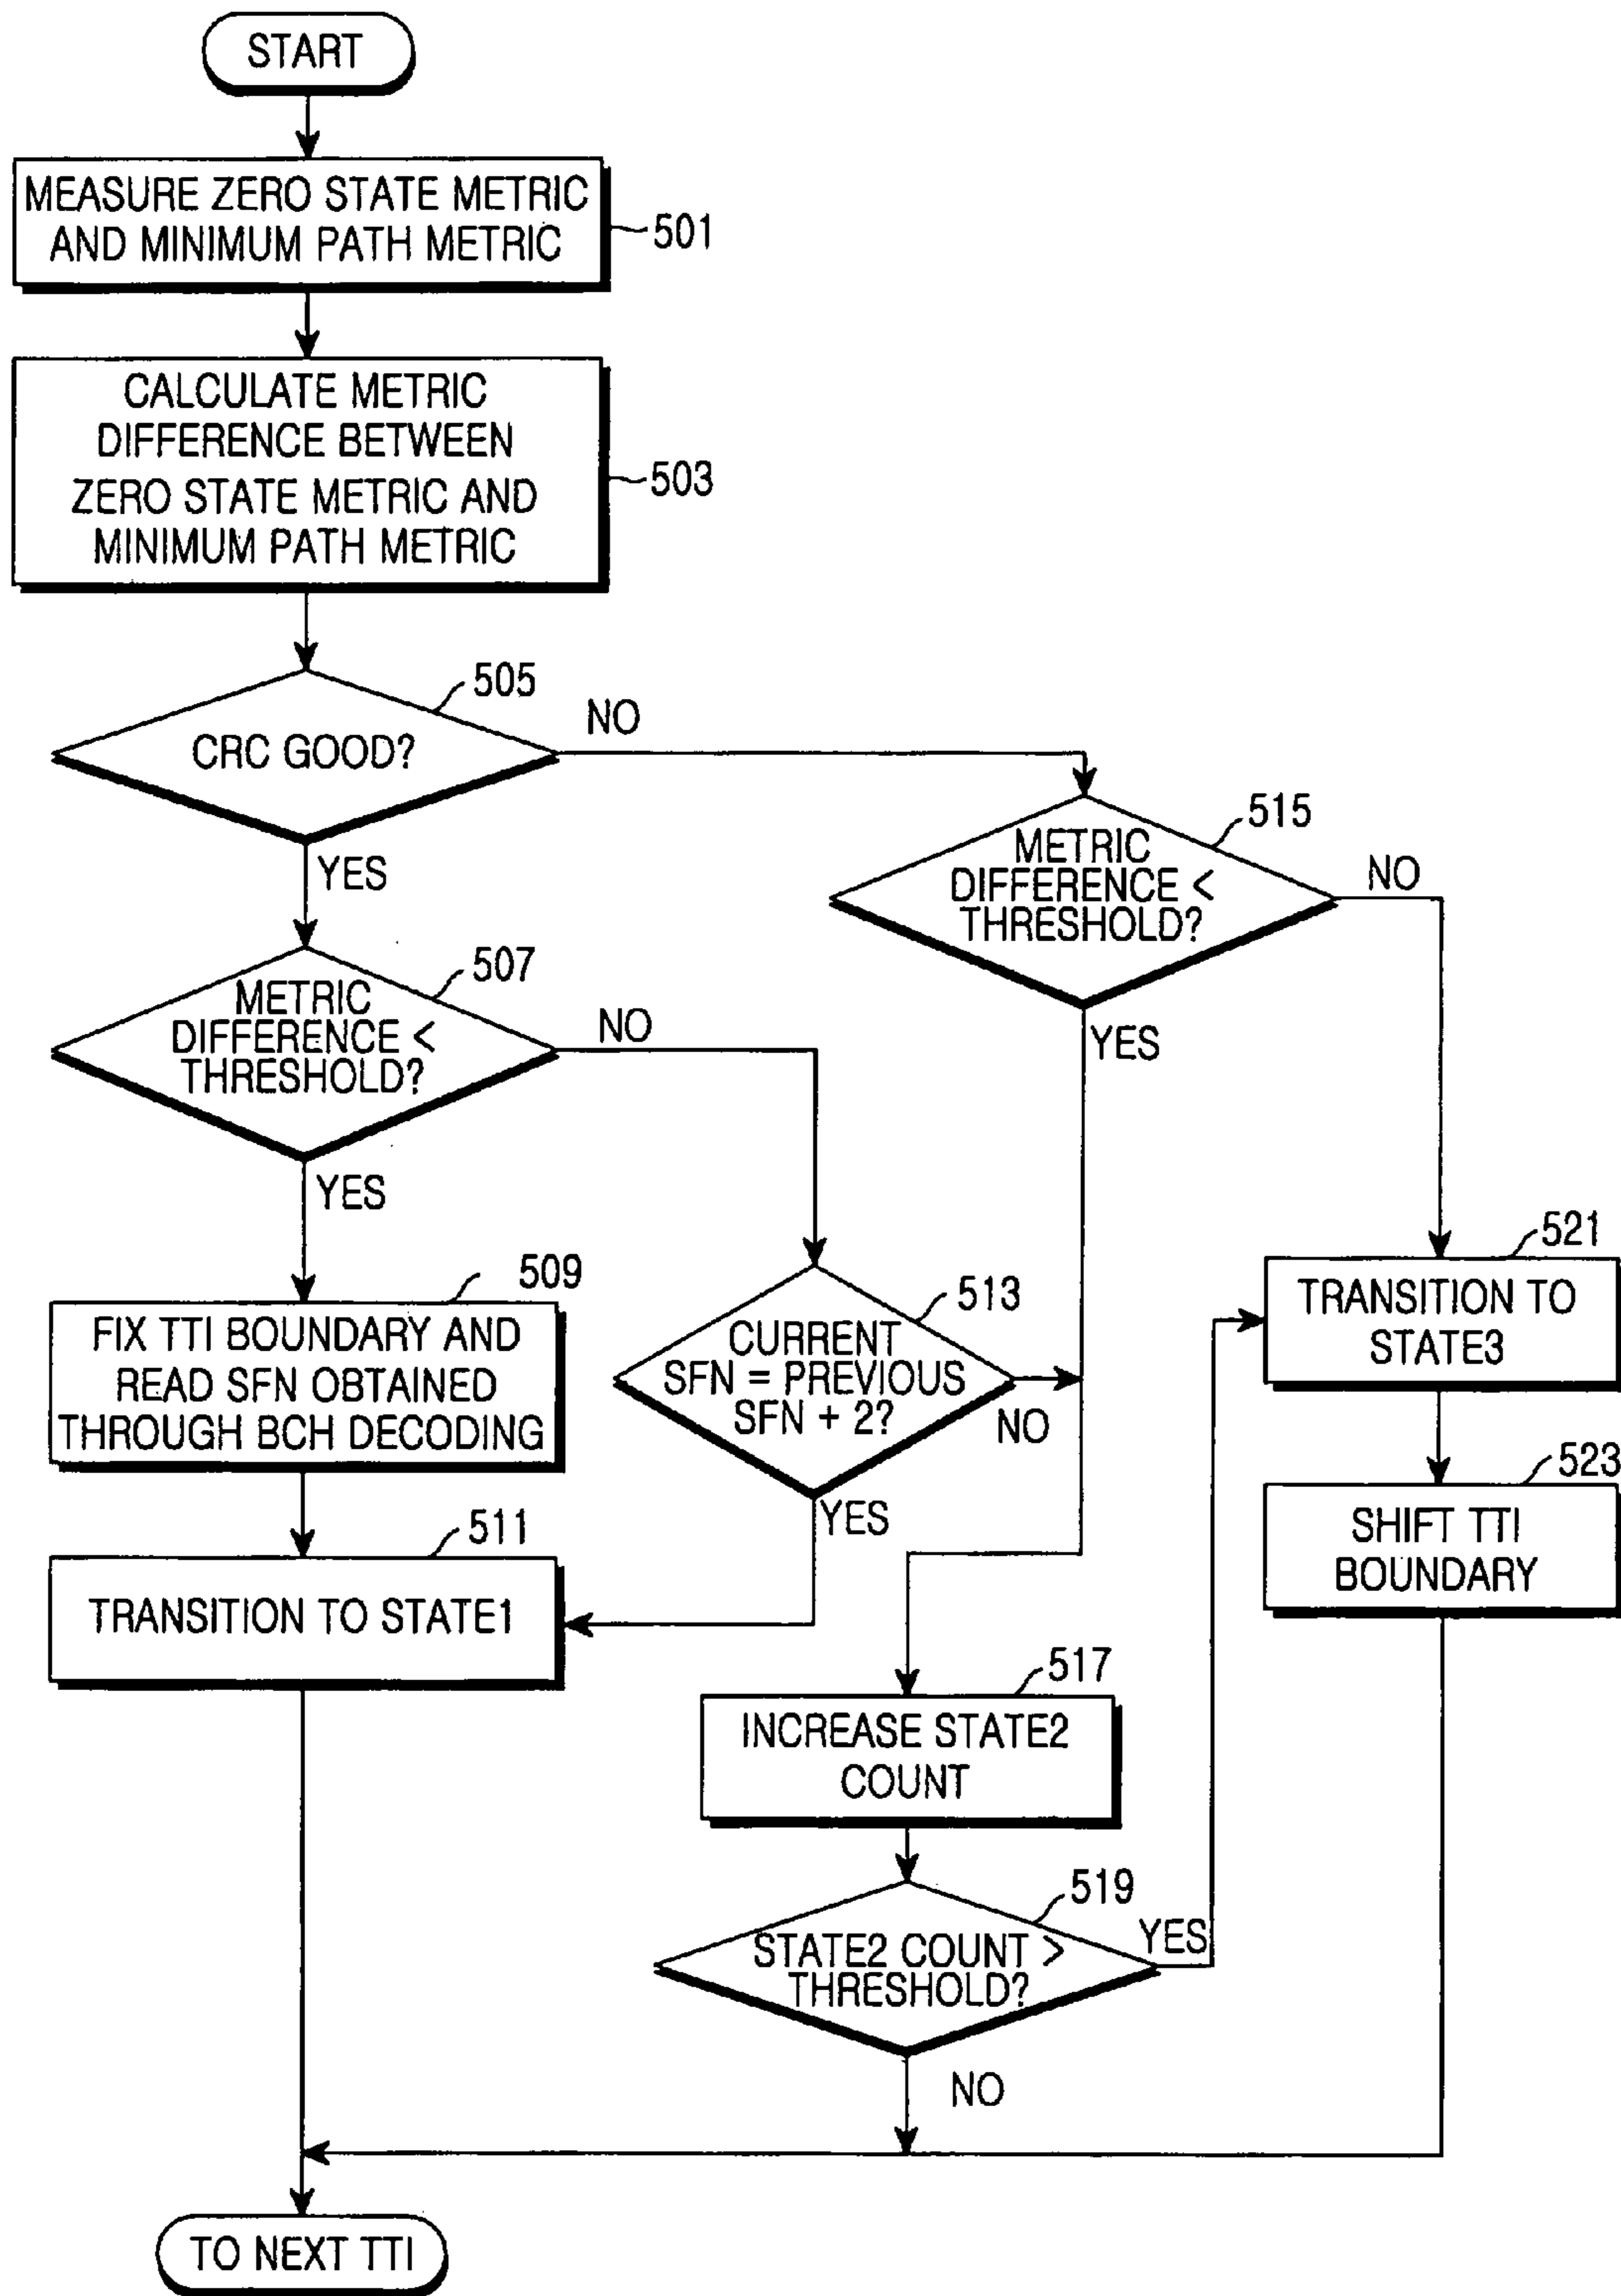 START
MEASURE ZERO STATE METRIC
AND MINIMUM PATH METRIC
501
CALCULATE METRIC
DIFFERENCE BETWEEN
ZERO STATE METRIC AND
MINIMUM PATH METRIC
503
505
CRC GOOD?
NO
YES
515
METRIC
DIFFERENCE <
THRESHOLD?
NO
YES
507
METRIC
DIFFERENCE <
THRESHOLD?
NO
YES
509
FIX TTI BOUNDARY AND
READ SFN OBTAINED
THROUGH BCH DECODING
513
CURRENT
SFN = PREVIOUS
SFN + 2?
NO
YES
521
TRANSITION TO
STATE3
523
SHIFT TTI
BOUNDARY
511
TRANSITION TO STATE1
517
INCREASE STATE2
COUNT
519
STATE2 COUNT >
THRESHOLD?
YES
NO
TO NEXT TTI